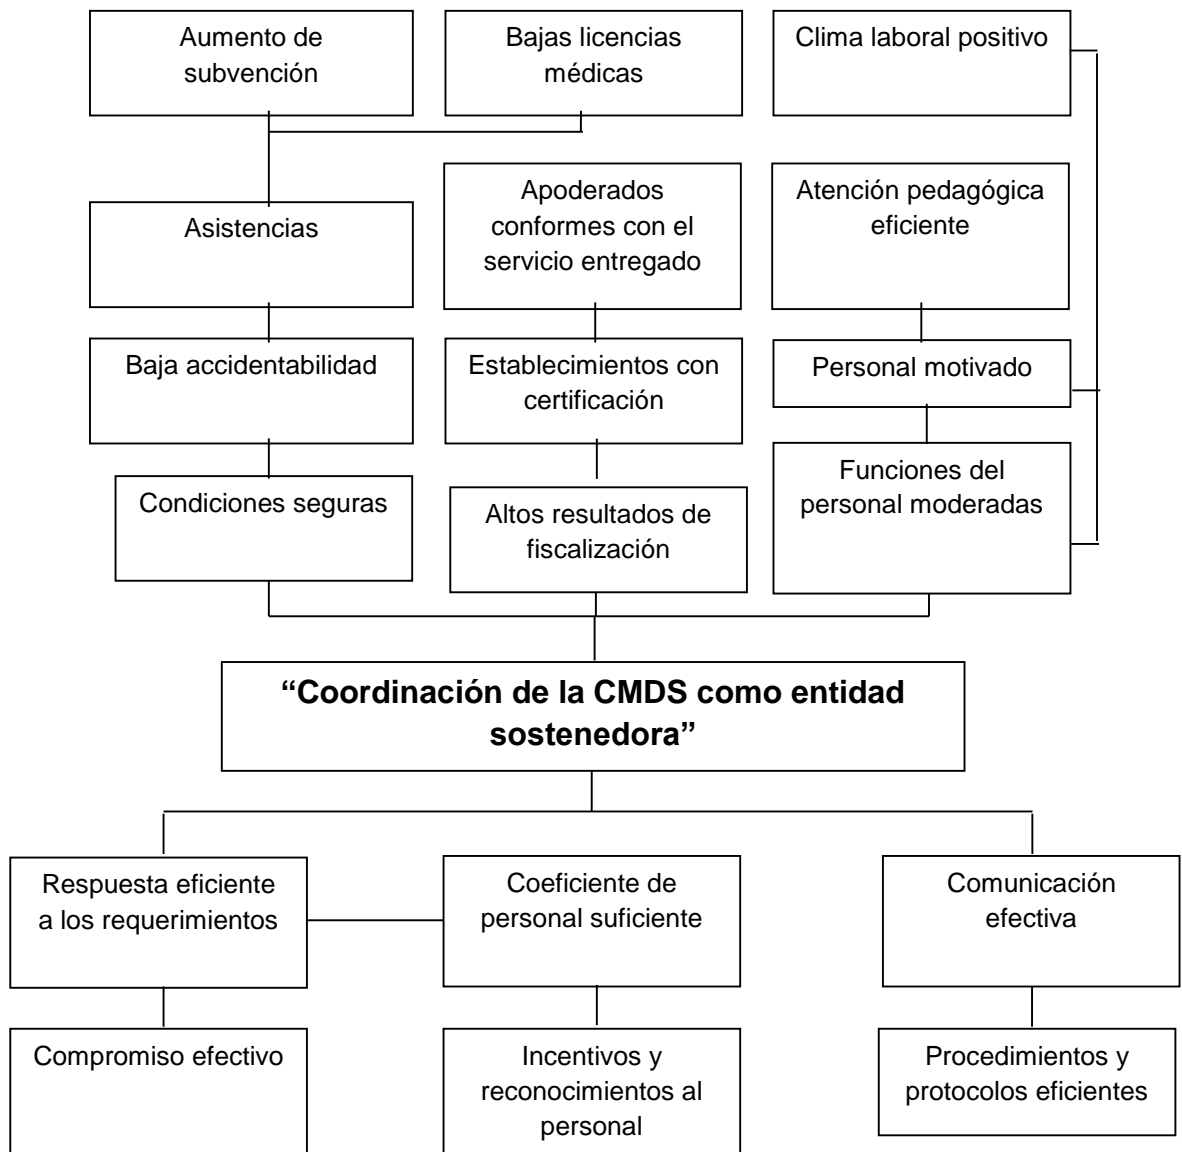 Aumento de
subvención
Bajas licencias
médicas
Clima laboral positivo
Asistencias
Apoderados
conformes con el
servicio entregado
Atención pedagógica
eficiente
Baja accidentabilidad
Establecimientos con
certificación
Personal motivado
Condiciones seguras
Altos resultados de
fiscalización
Funciones del
personal moderadas
“Coordinación de la CMDS como entidad
sostenedora”
Respuesta eficiente
a los requerimientos
Coeficiente de
personal suficiente
Comunicación
efectiva
Compromiso efectivo
Incentivos y
reconocimientos al
personal
Procedimientos y
protocolos eficientes